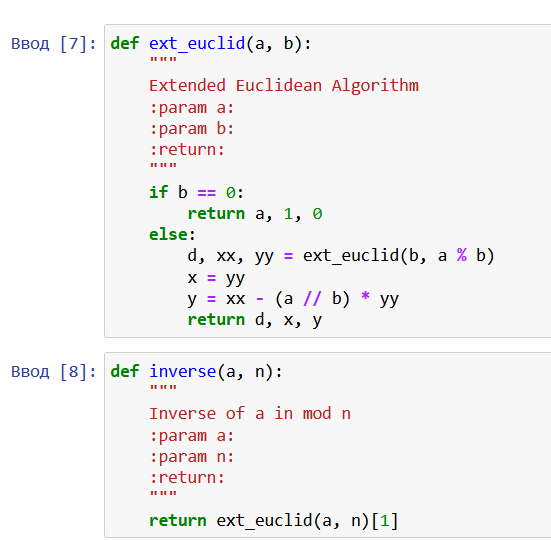 Ввод [7]: def ext_euclid(a, b):
"""
Extended Euclidean Algorithm
:param a:
:param b:
:return:
"""
if b == 0:
return a, 1, 0
else:
d, xx, yy = ext_euclid(b, a % b)
x = yy
y = xx - (a // b) * yy
return d, x, y
Ввод [8]: def inverse(a, n):
"""
Inverse of a in mod n
:param a:
:param n:
:return:
"""
return ext_euclid(a, n)[1]